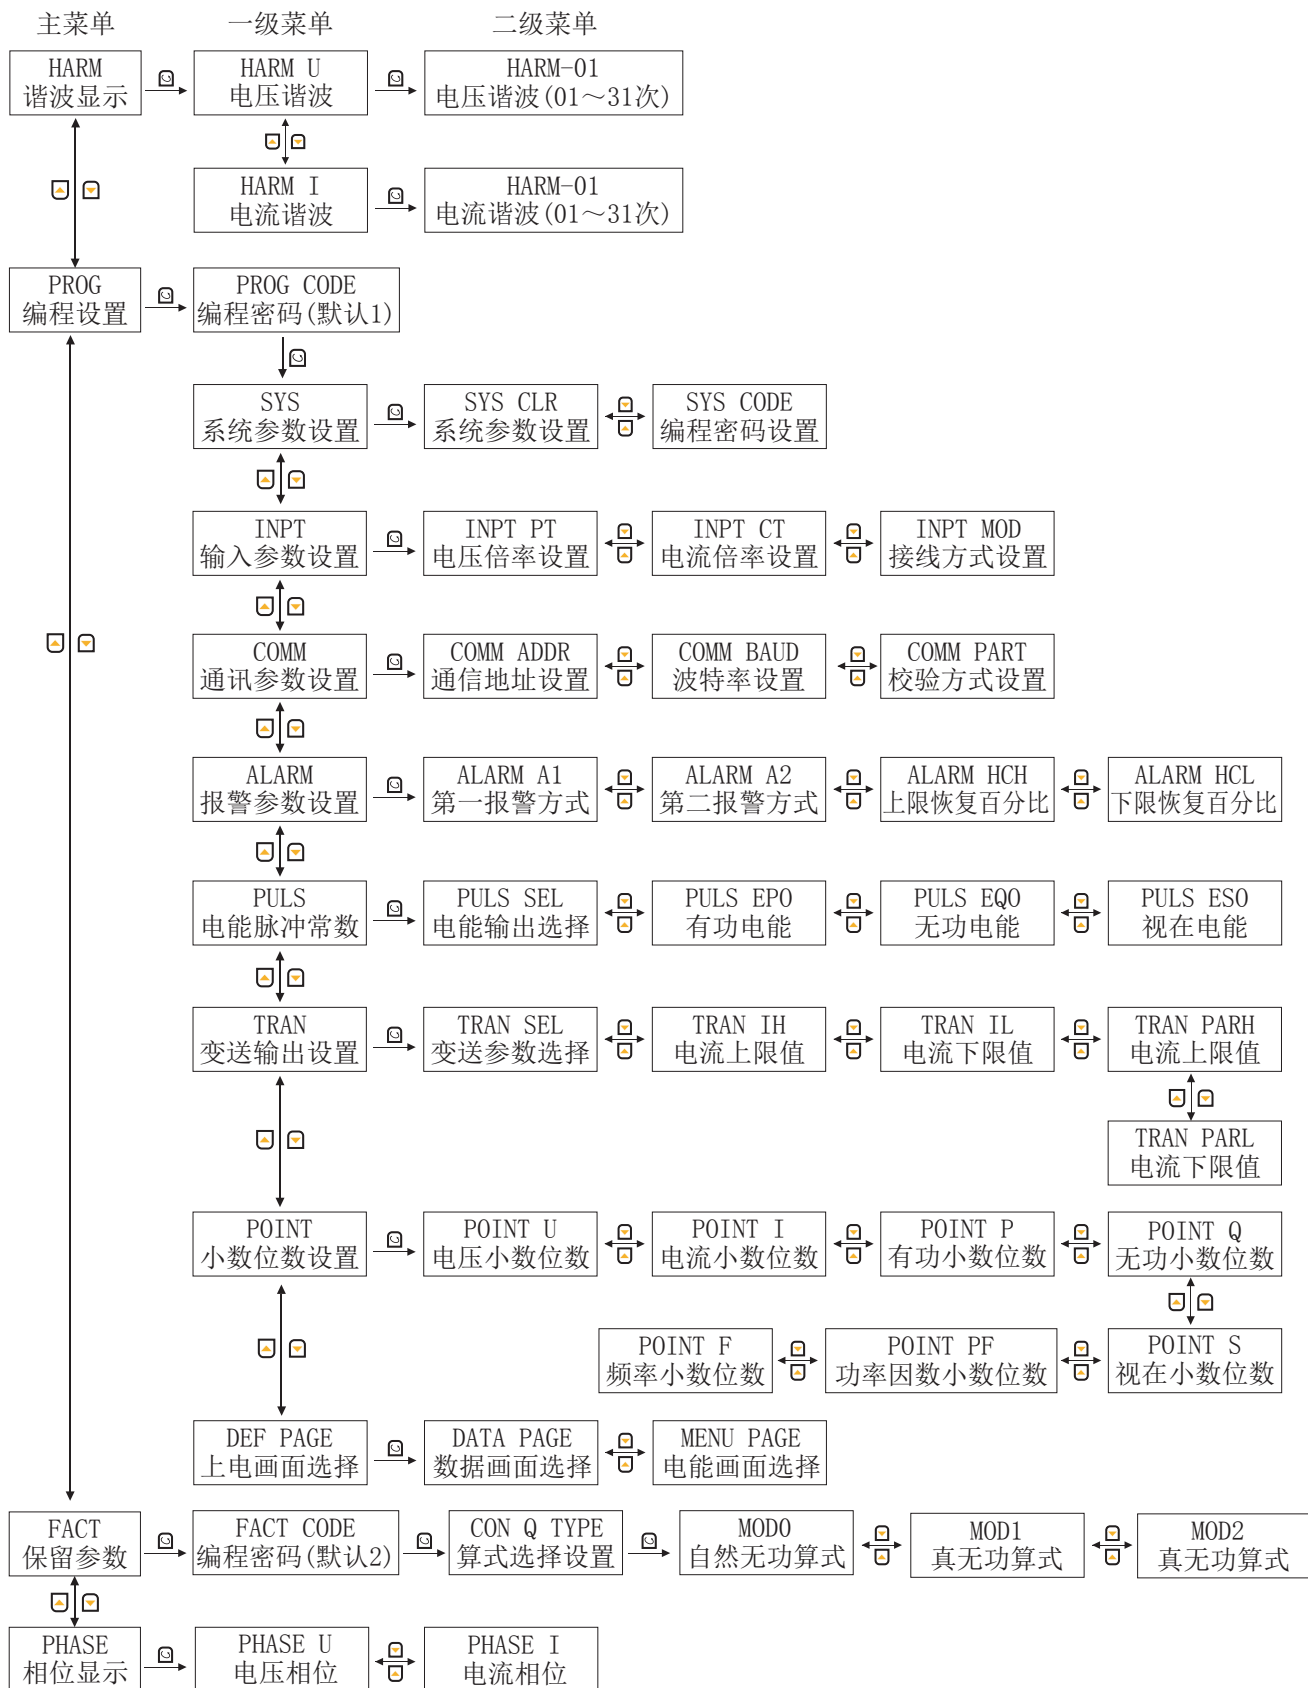 主菜单 一级菜单 二级菜单
HARM
谐波显示
HARM U
电压谐波
HARM-01
电压谐波(01～31次)
HARM I
电流谐波
HARM-01
电流谐波(01～31次)
PROG
编程设置
PROG CODE
编程密码(默认1)
SYS
系统参数设置
SYS CLR
系统参数设置
SYS CODE
编程密码设置
INPT
输入参数设置
INPT PT
电压倍率设置
INPT CT
电流倍率设置
INPT MOD
接线方式设置
COMM
通讯参数设置
COMM ADDR
通信地址设置
COMM BAUD
波特率设置
COMM PART
校验方式设置
ALARM
报警参数设置
ALARM A1
第一报警方式
ALARM A2
第二报警方式
ALARM HCH
上限恢复百分比
ALARM HCL
下限恢复百分比
PULS
电能脉冲常数
PULS SEL
电能输出选择
PULS EPO
有功电能
PULS EQO
无功电能
PULS ESO
视在电能
TRAN
变送输出设置
TRAN SEL
变送参数选择
TRAN IH
电流上限值
TRAN IL
电流下限值
TRAN PARH
电流上限值
TRAN PARL
电流下限值
POINT
小数位数设置
POINT U
电压小数位数
POINT I
电流小数位数
POINT P
有功小数位数
POINT Q
无功小数位数
POINT F
频率小数位数
POINT PF
功率因数小数位数
POINT S
视在小数位数
DEF PAGE
上电画面选择
DATA PAGE
数据画面选择
MENU PAGE
电能画面选择
FACT
保留参数
FACT CODE
编程密码(默认2)
CON Q TYPE
算式选择设置
MOD0
自然无功算式
MOD1
真无功算式
MOD2
真无功算式
PHASE
相位显示
PHASE U
电压相位
PHASE I
电流相位